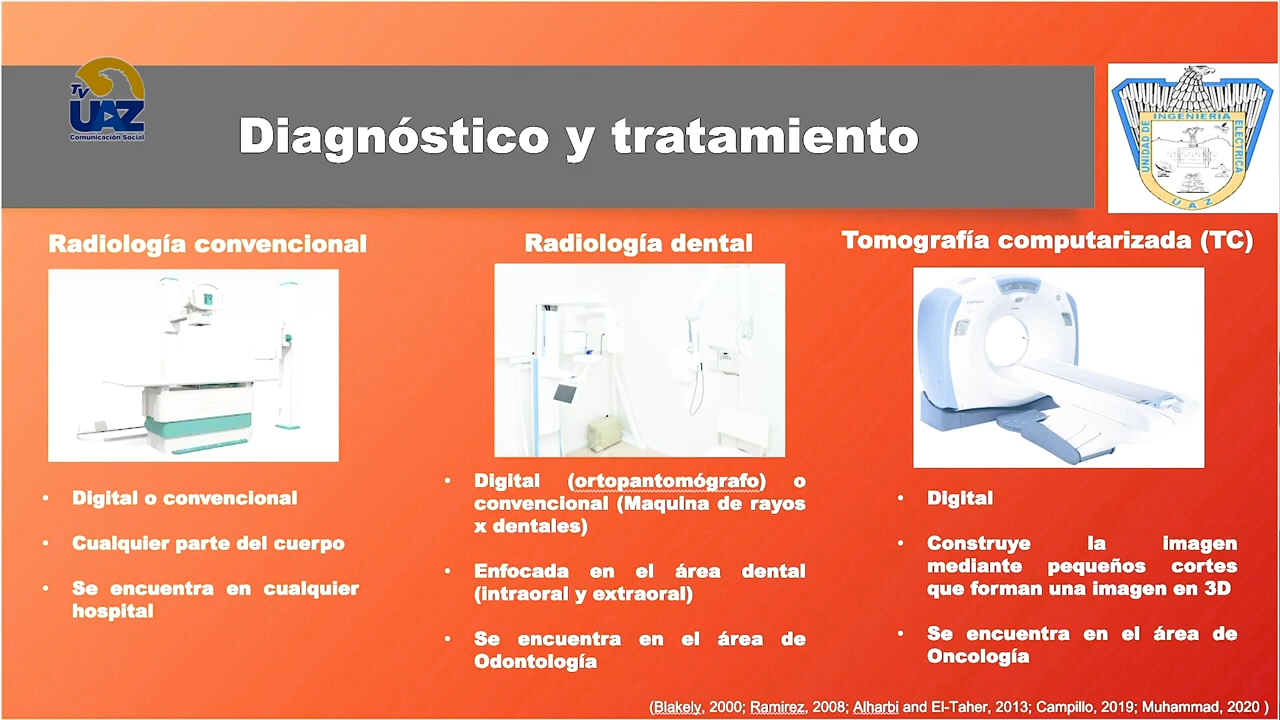 TV
UAZ
Comunicación Social
Diagnóstico y tratamiento
INGENIERIA
UNIDAD DE
ELECTRICA
U A Z
Radiología convencional
Radiología dental
Tomografía computarizada (TC)
• Digital o convencional
• Cualquier parte del cuerpo
• Se encuentra en cualquier
hospital
• Digital (ortopantomógrafo) o
convencional (Maquina de rayos
x dentales)
• Enfocada en el área dental
(intraoral y extraoral)
• Se encuentra en el área de
Odontología
• Digital
• Construye la imagen
mediante pequeños cortes
que forman una imagen en 3D
• Se encuentra en el área de
Oncología
(Blakely, 2000; Ramirez, 2008; Alharbi and El-Taher, 2013; Campillo, 2019; Muhammad, 2020 )